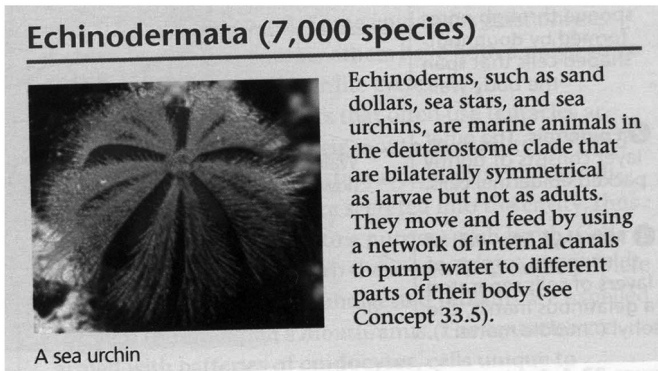 Echinodermata (7,000 species)
Echinoderms, such as sand
dollars, sea stars, and sea
urchins, are marine animals in
the deuterostome clade that
are bilaterally symmetrical
as larvae but not as adults.
They move and feed by using
a network of internal canals
to pump water to different
parts of their body (see
Concept 33.5).
A sea urchin